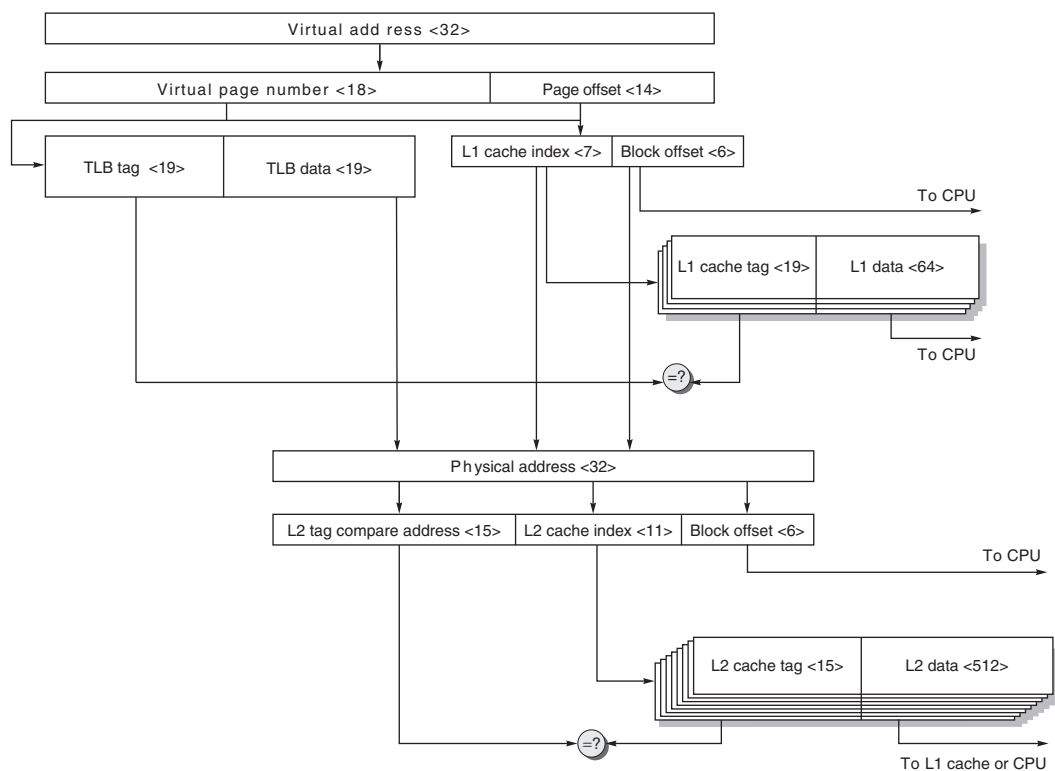 Virtual add ress <32>
Virtual page number <18> Page offset <14>
TLB tag <19> TLB data <19>
L1 cache index <7> Block offset <6>
To CPU
L1 cache tag <19> L1 data <64>
To CPU
=?
Physical address <32>
L2 tag compare address <15> L2 cache index <11> Block offset <6>
To CPU
L2 cache tag <15> L2 data <512>
=?
To L1 cache or CPU